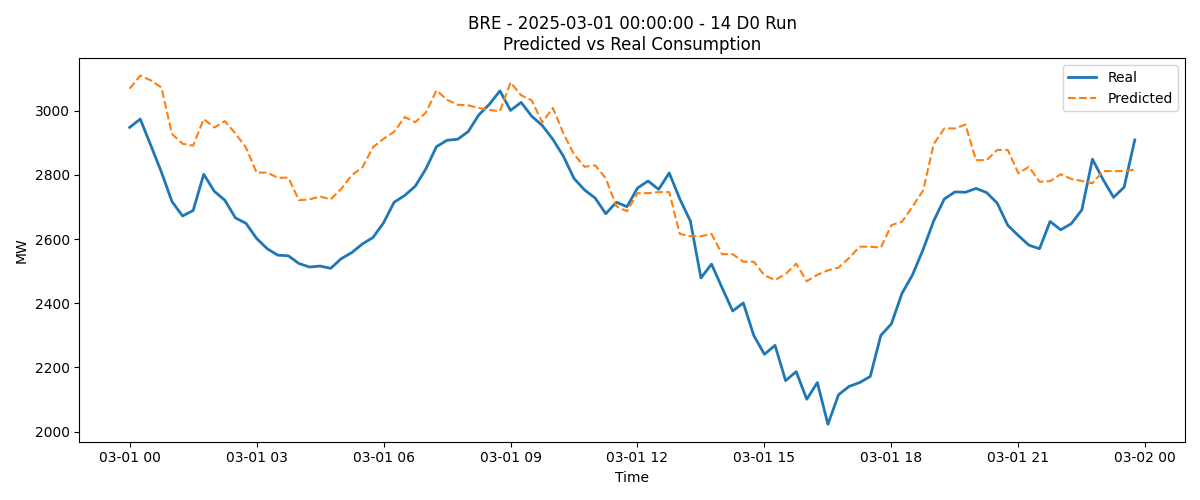 BRE - 2025-03-01 00:00:00 - 14 D0 Run
Predicted vs Real Consumption
Real
Predicted
MW
3000
2800
2600
2400
2200
2000
03-01 00
03-01 03
03-01 06
03-01 09
03-01 12
03-01 15
03-01 18
03-01 21
03-02 00
Time